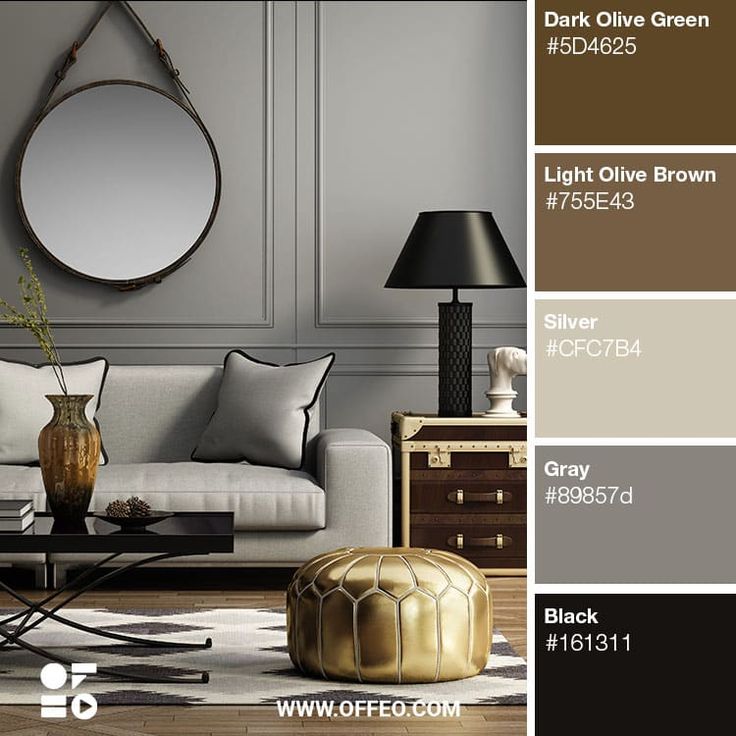 Dark Olive Green
#5D4625
Light Olive Brown
#755E43
Silver
#CFC7B4
Gray
#89857d
Black
#161311
WWW.OFFEO.COM